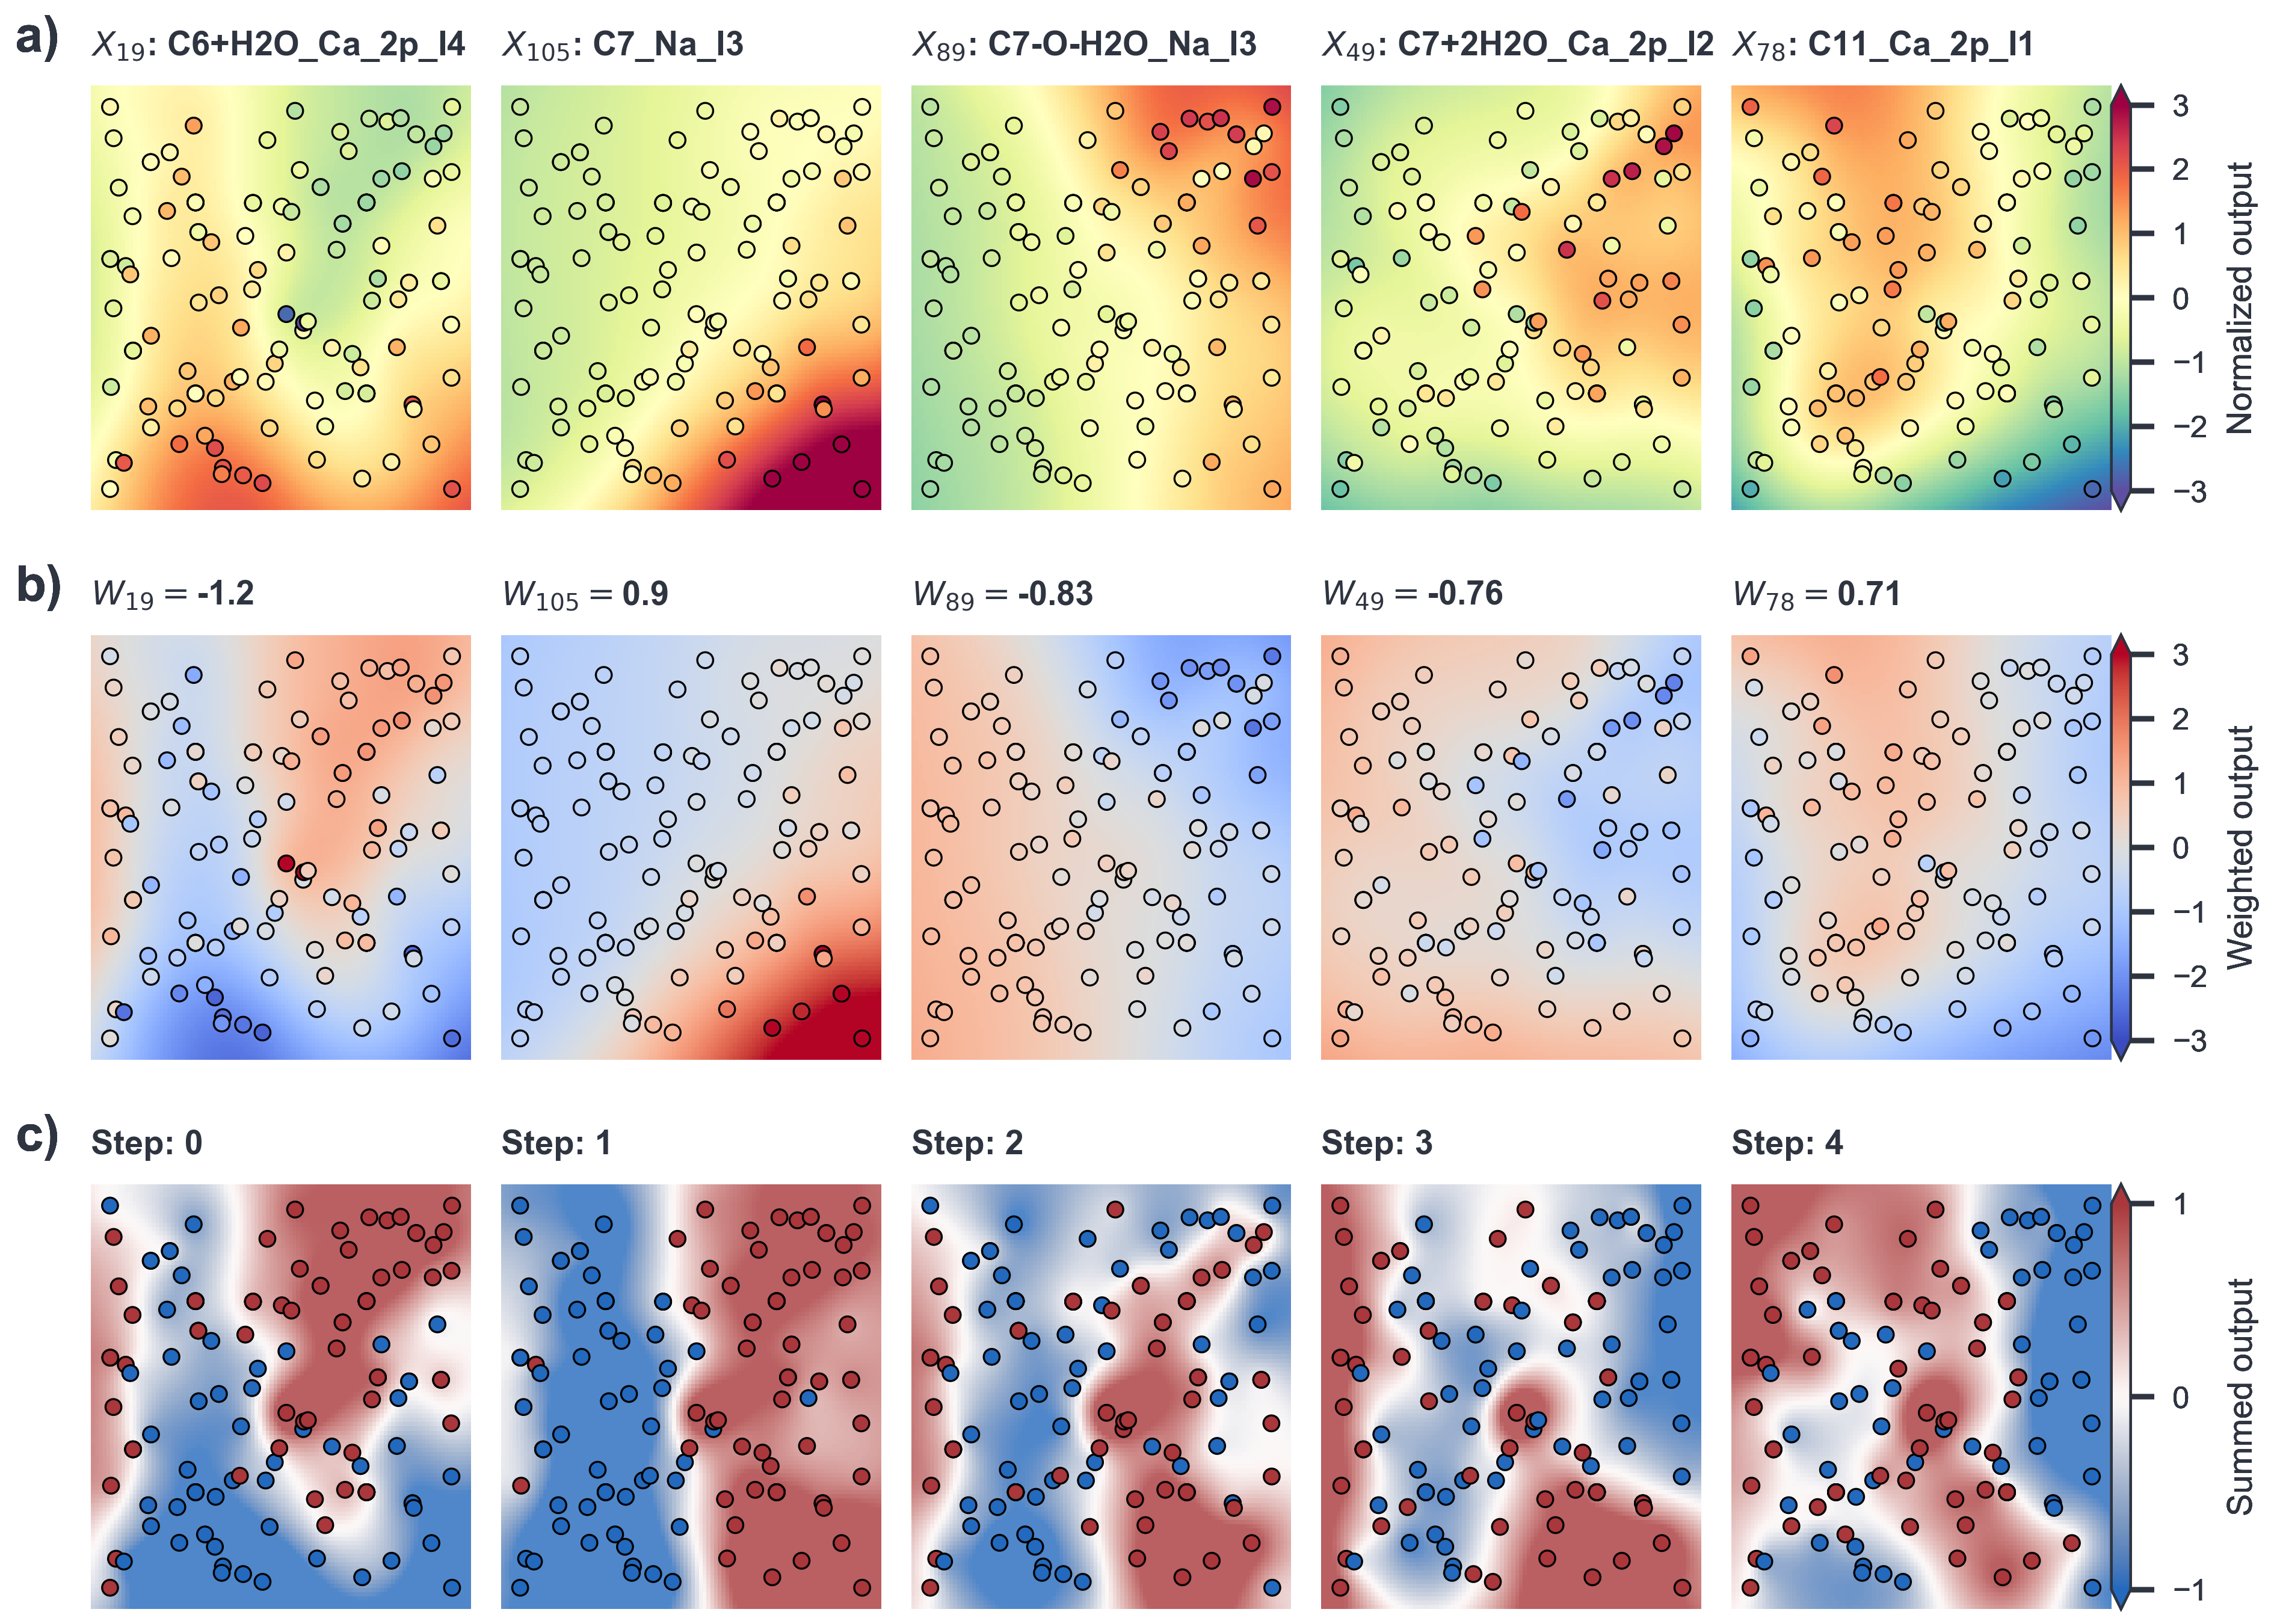 a)
X19: C6+H2O_Ca_2p_I4
X105: C7_Na_I3
X89: C7-O-H2O_Na_I3
X49: C7+2H2O_Ca_2p_I2
X78: C11_Ca_2p_I1
3
2
1
0
−1
−2
−3
Normalized output
b)
W19 = -1.2
W105 = 0.9
W89 = -0.83
W49 = -0.76
W78 = 0.71
3
2
1
0
−1
−2
−3
Weighted output
c)
Step: 0
Step: 1
Step: 2
Step: 3
Step: 4
1
0
−1
Summed output